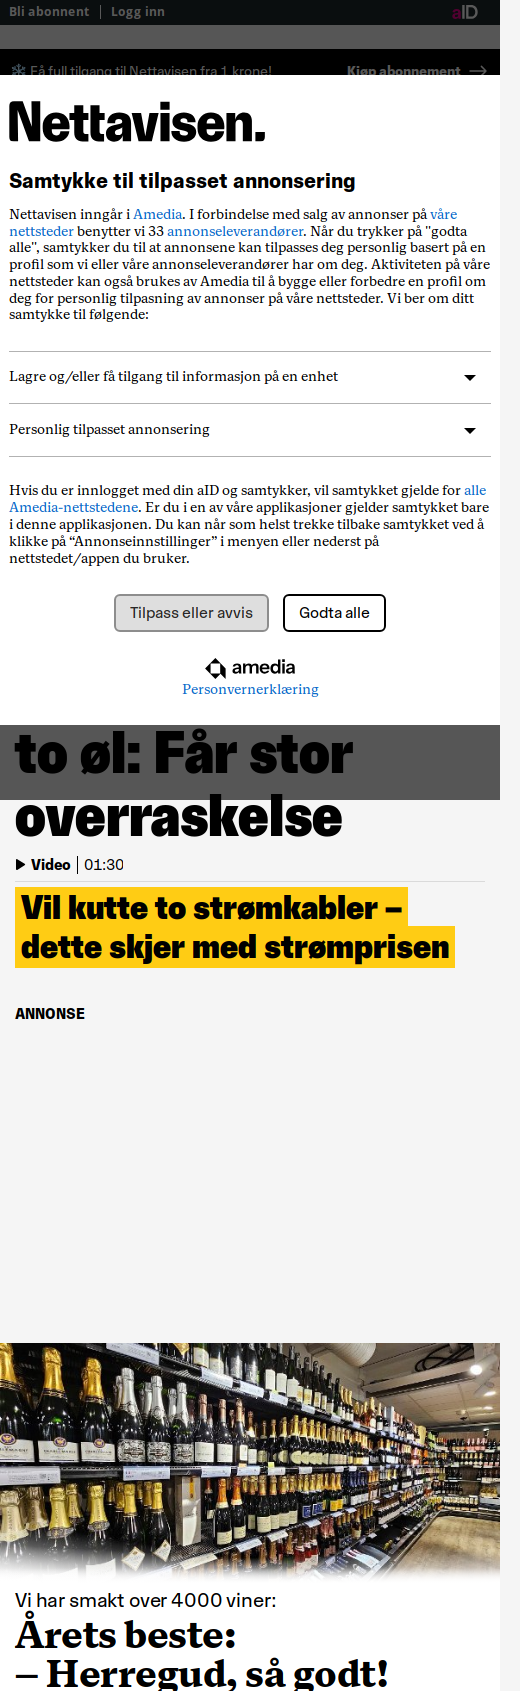 Bli abonnent | Logg inn aID
Få full tilgang til Nettavisen fra 1 krone! Kjøp abonnement →
Nettavisen.
Samtykke til tilpasset annonsering
Nettavisen inngår i Amedia. I forbindelse med salg av annonser på våre
nettsteder benytter vi 33 annonseleverandører. Når du trykker på "godta
alle", samtykker du til at annonsene kan tilpasses deg personlig basert på en
profil som vi eller våre annonseleverandører har om deg. Aktiviteten på våre
nettsteder kan også brukes av Amedia til å bygge eller forbedre en profil om
deg for personlig tilpasning av annonser på våre nettsteder. Vi ber om ditt
samtykke til følgende:
Lagre og/eller få tilgang til informasjon på en enhet
Personlig tilpasset annonsering
Hvis du er innlogget med din aID og samtykker, vil samtykket gjelde for alle
Amedia-nettstedene. Er du i en av våre applikasjoner gjelder samtykket bare
i denne applikasjonen. Du kan når som helst trekke tilbake samtykket ved å
klikke på “Annonseinnstillinger” i menyen eller nederst på
nettstedet/appen du bruker.
Tilpass eller avvis Godta alle
amedia
Personvernerklæring
to øl: Får stor
overraskelse
Video | 01:30
Vil kutte to strømkabler –
dette skjer med strømprisen
ANNONSE
Vi har smakt over 4000 viner:
Årets beste:
– Herregud, så godt!